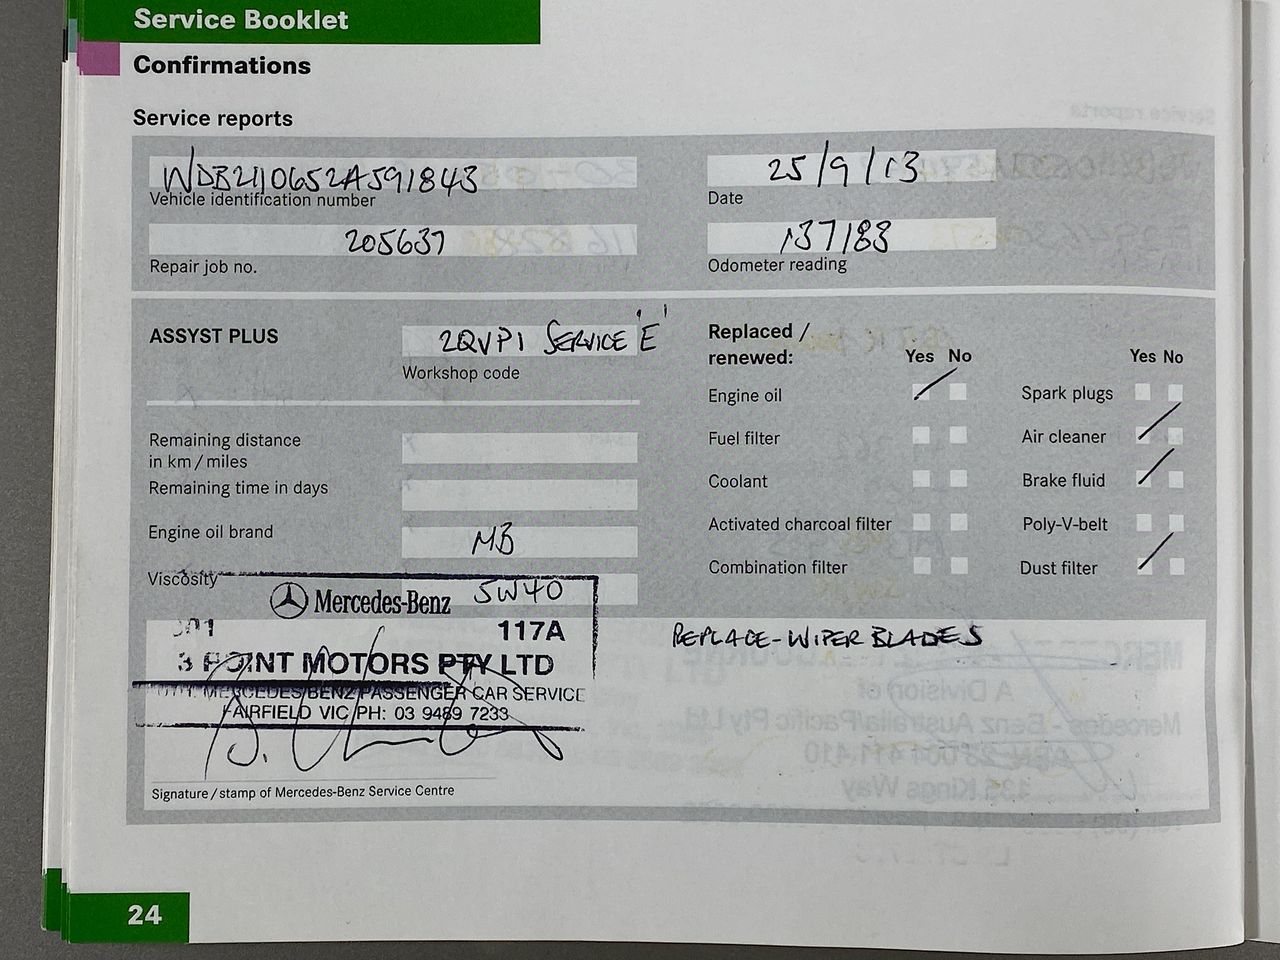 Service Booklet
Confirmations
Service reports
WDB2110652A591843
Vehicle identification number
25/9/13
Date
205637
Repair job no.
137183
Odometer reading
ASSYST PLUS
2QVP1 SERVICE 'E'
Workshop code
Replaced /
renewed:
Yes No
Yes No
Engine oil
Spark plugs
Remaining distance
in km / miles
Fuel filter
Air cleaner
Remaining time in days
Coolant
Brake fluid
Engine oil brand
MB
Activated charcoal filter
Poly-V-belt
Viscosity
5W40
Combination filter
Dust filter
Mercedes-Benz
117A
3 POINT MOTORS PTY LTD
MERCEDES BENZ PASSENGER CAR SERVICE
FAIRFIELD VIC PH: 03 9489 7233
REPLACE-WIPER BLADES
Signature / stamp of Mercedes-Benz Service Centre
24